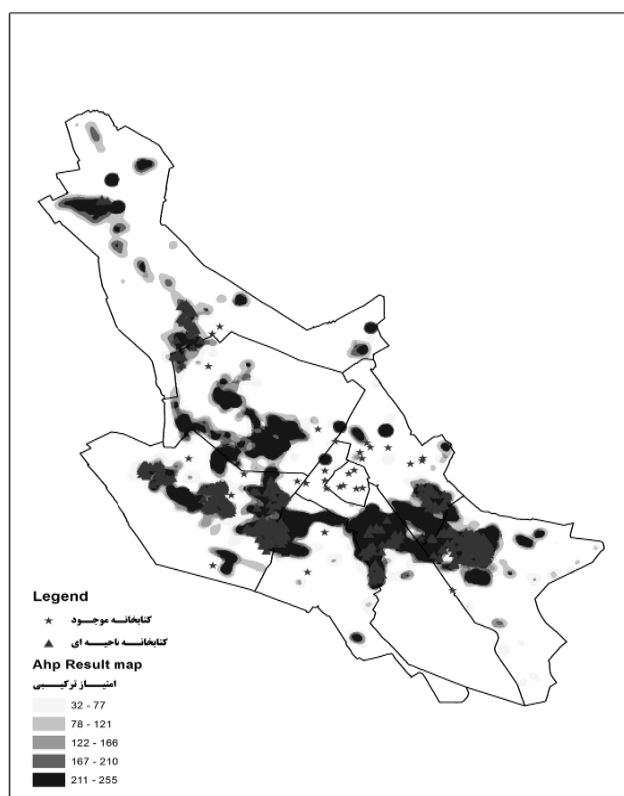 Legend
کتابخانه موجود
کتابخانه ناحیه ای
Ahp Result map
امتیاز ترکیبی
32 - 77
78 - 121
122 - 166
167 - 210
211 - 255